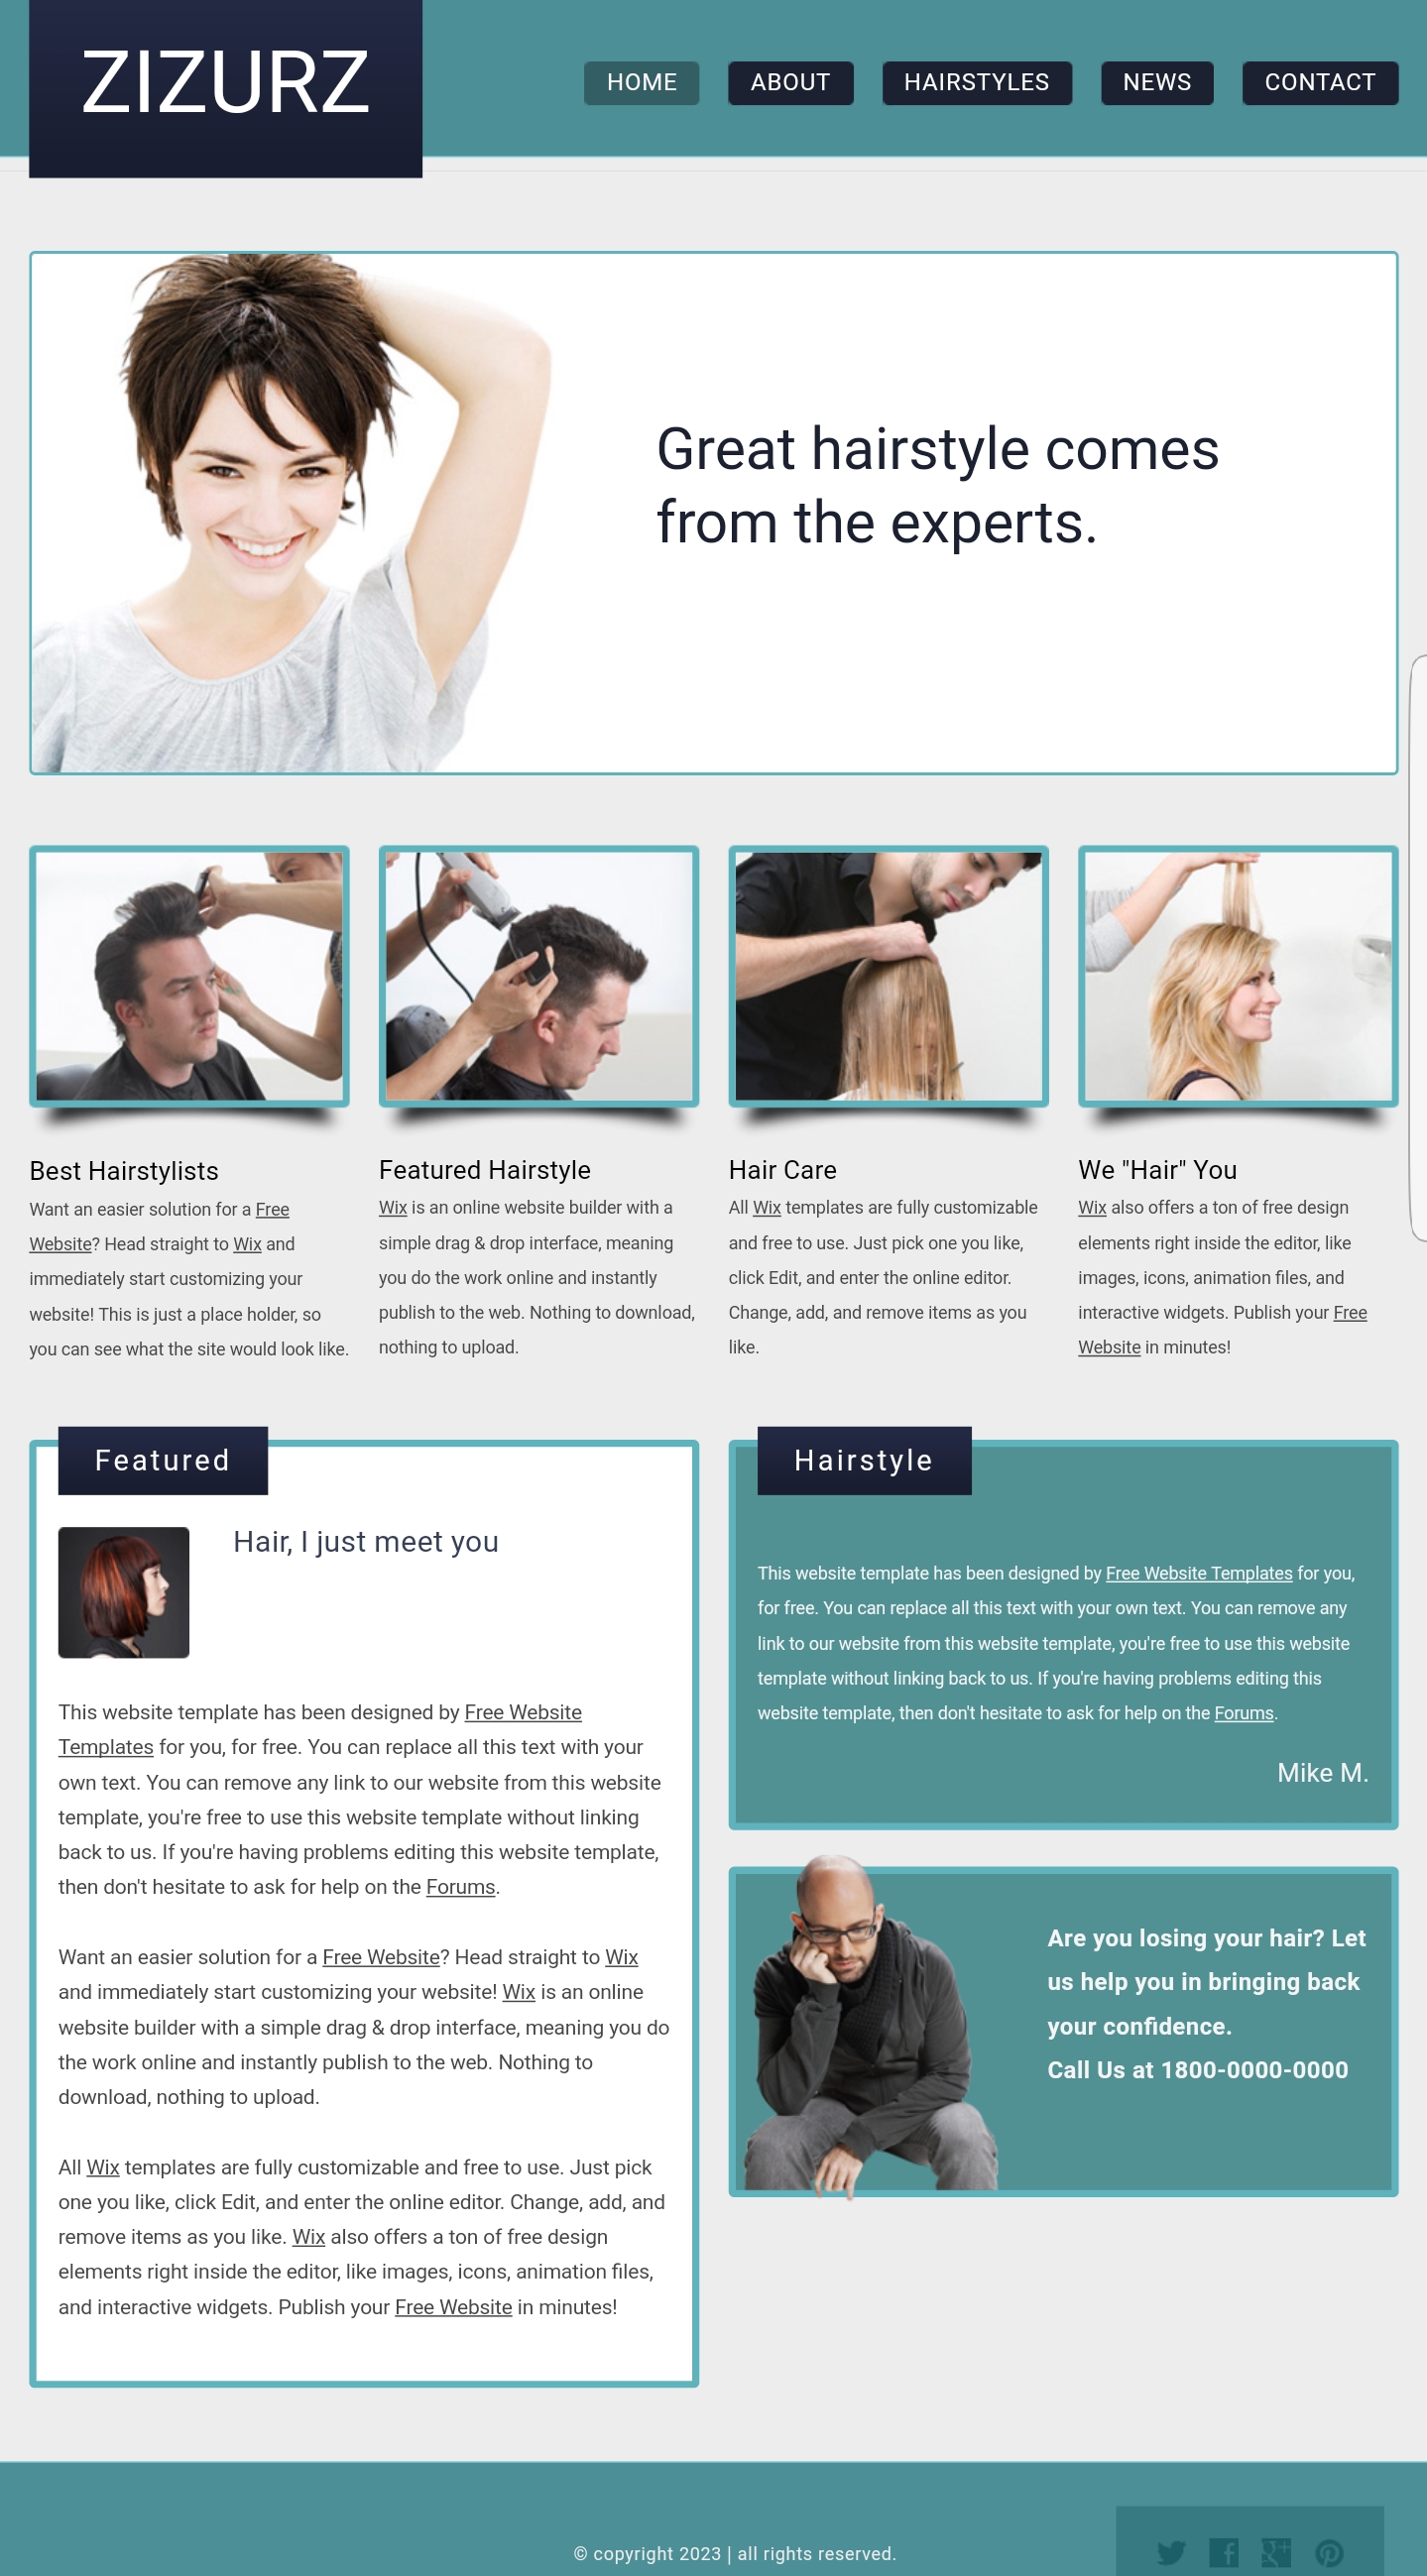 ZIZURZ
HOME ABOUT HAIRSTYLES NEWS CONTACT
Great hairstyle comes
from the experts.
Best Hairstylists
Want an easier solution for a Free
Website? Head straight to Wix and
immediately start customizing your
website! This is just a place holder, so
you can see what the site would look like.
Featured Hairstyle
Wix is an online website builder with a
simple drag & drop interface, meaning
you do the work online and instantly
publish to the web. Nothing to download,
nothing to upload.
Hair Care
All Wix templates are fully customizable
and free to use. Just pick one you like,
click Edit, and enter the online editor.
Change, add, and remove items as you
like.
We "Hair" You
Wix also offers a ton of free design
elements right inside the editor, like
images, icons, animation files, and
interactive widgets. Publish your Free
Website in minutes!
Featured
Hair, I just meet you
This website template has been designed by Free Website
Templates for you, for free. You can replace all this text with your
own text. You can remove any link to our website from this website
template, you're free to use this website template without linking
back to us. If you're having problems editing this website template,
then don't hesitate to ask for help on the Forums.
Want an easier solution for a Free Website? Head straight to Wix
and immediately start customizing your website! Wix is an online
website builder with a simple drag & drop interface, meaning you do
the work online and instantly publish to the web. Nothing to
download, nothing to upload.
All Wix templates are fully customizable and free to use. Just pick
one you like, click Edit, and enter the online editor. Change, add, and
remove items as you like. Wix also offers a ton of free design
elements right inside the editor, like images, icons, animation files,
and interactive widgets. Publish your Free Website in minutes!
Hairstyle
This website template has been designed by Free Website Templates for you,
for free. You can replace all this text with your own text. You can remove any
link to our website from this website template, you're free to use this website
template without linking back to us. If you're having problems editing this
website template, then don't hesitate to ask for help on the Forums.
Mike M.
Are you losing your hair? Let
us help you in bringing back
your confidence.
Call Us at 1800-0000-0000
© copyright 2023 | all rights reserved.